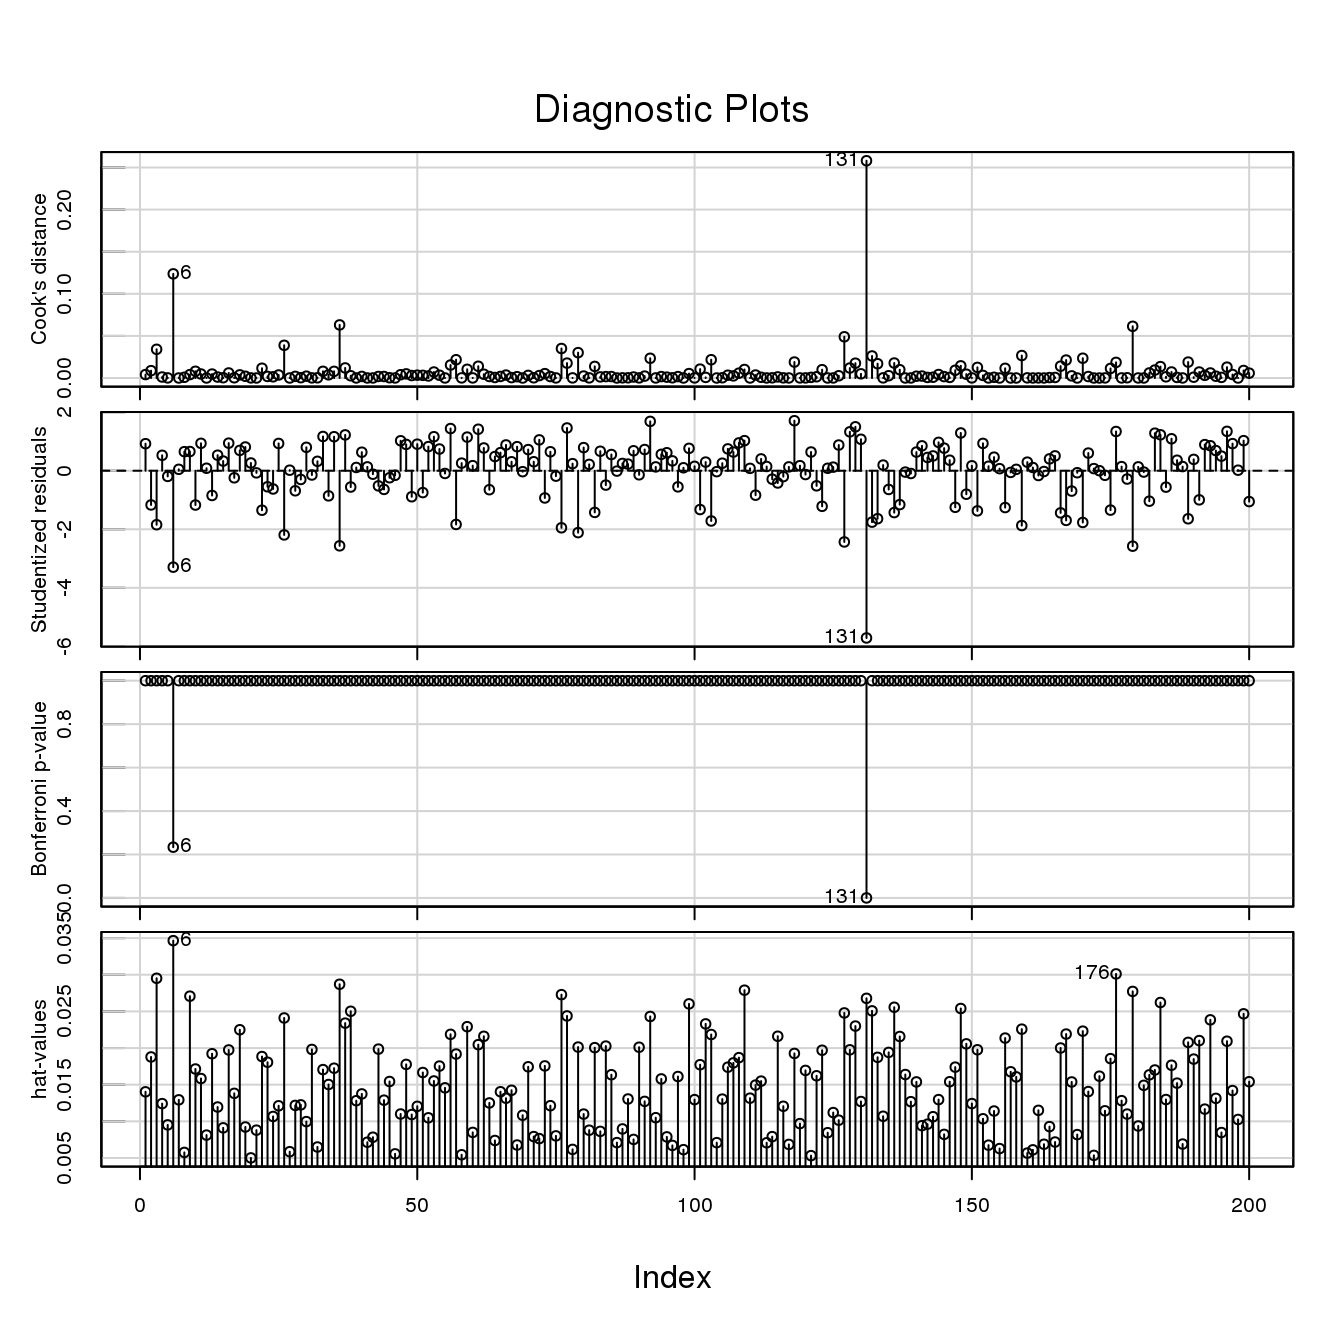 Diagnostic Plots
Cook's distance
0.00 0.10 0.20
6
131
Studentized residuals
-6 -4 -2 0 2
6
131
Bonferroni p-value
0.0 0.4 0.8
6
131
hat-values
0.005 0.015 0.025 0.035
6
176
0 50 100 150 200
Index